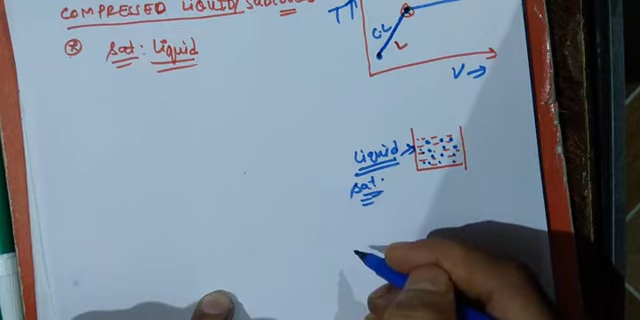 COMPRESSED LIQUID/
T↑
CL
L
V→
* Sat: Liquid
Liquid →
Sat.